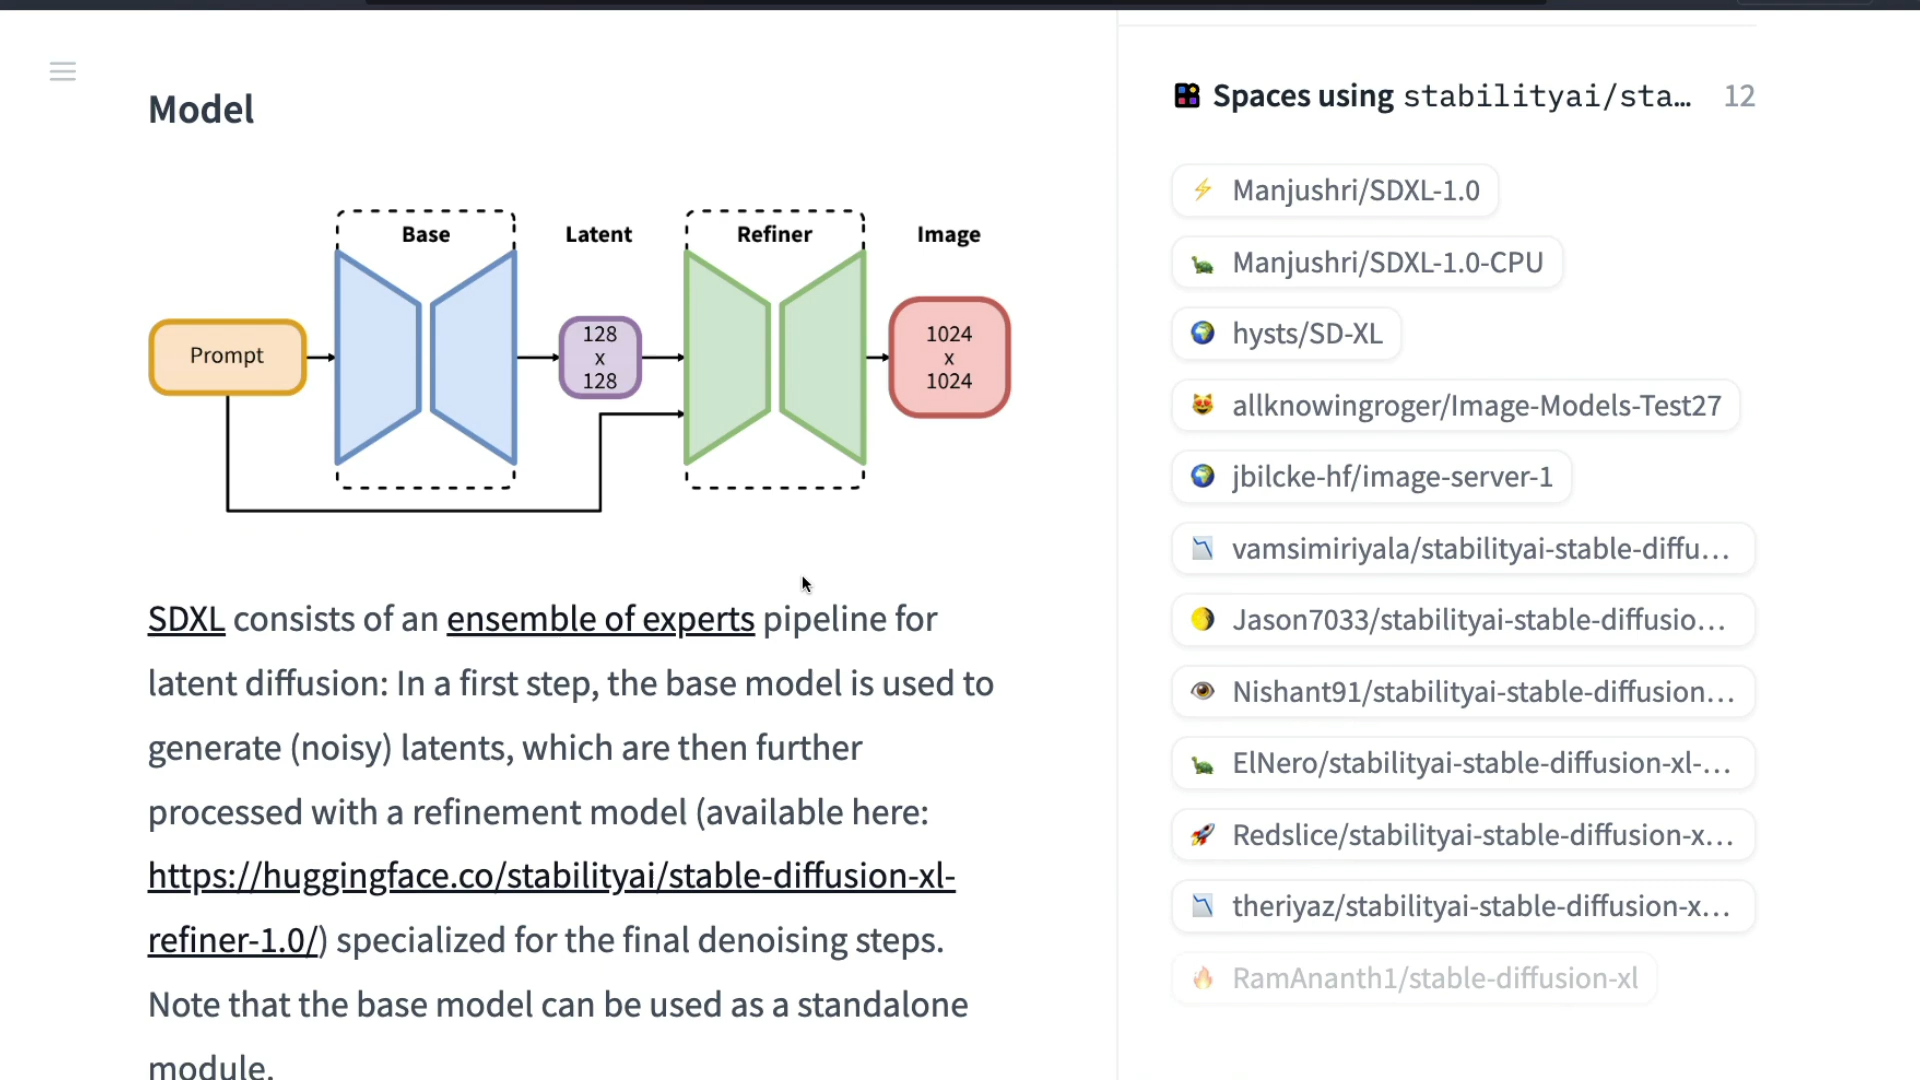 Model
Base
Latent
Refiner
Image
Prompt
128
x
128
1024
x
1024
SDXL consists of an ensemble of experts pipeline for
latent diffusion: In a first step, the base model is used to
generate (noisy) latents, which are then further
processed with a refinement model (available here:
https://huggingface.co/stabilityai/stable-diffusion-xl-
refiner-1.0/) specialized for the final denoising steps.
Note that the base model can be used as a standalone
module.
Spaces using stabilityai/sta… 12
Manjushri/SDXL-1.0
Manjushri/SDXL-1.0-CPU
hysts/SD-XL
allknowingroger/Image-Models-Test27
jbilcke-hf/image-server-1
vamsimiriyala/stabilityai-stable-diffu…
Jason7033/stabilityai-stable-diffusio…
Nishant91/stabilityai-stable-diffusion…
ElNero/stabilityai-stable-diffusion-xl-…
Redslice/stabilityai-stable-diffusion-x…
theriyaz/stabilityai-stable-diffusion-x…
RamAnanth1/stable-diffusion-xl